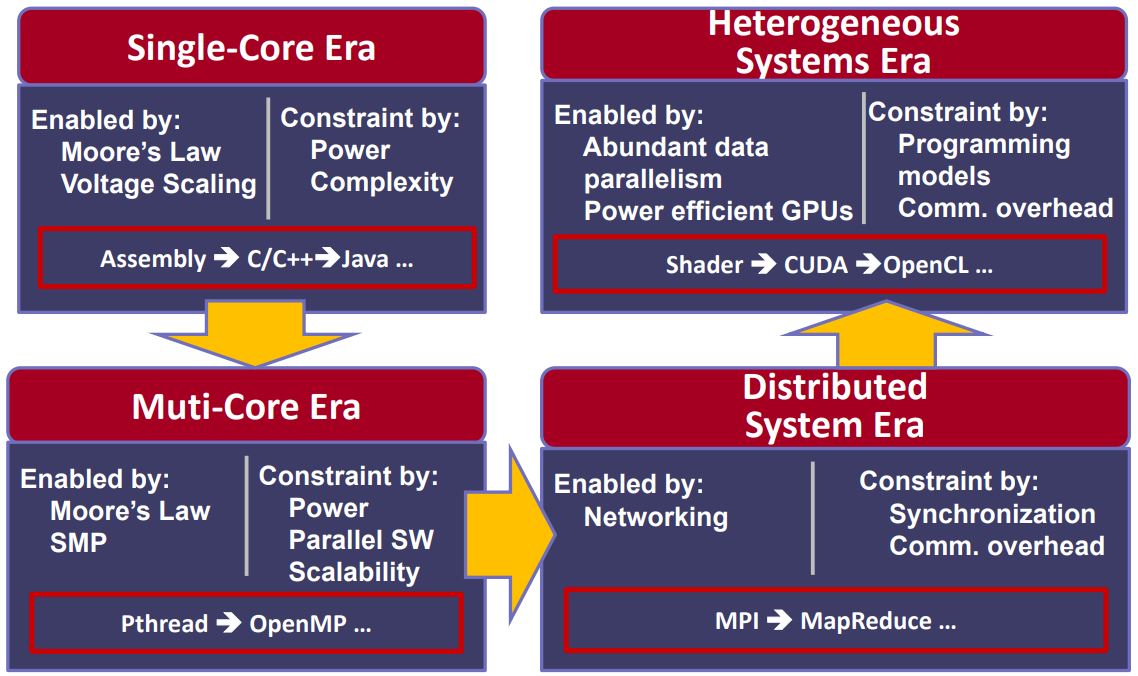 Single-Core Era
Enabled by:
Moore's Law
Voltage Scaling
Constraint by:
Power
Complexity
Assembly ➔ C/C++➔Java ...
Muti-Core Era
Enabled by:
Moore's Law
SMP
Constraint by:
Power
Parallel SW
Scalability
Pthread ➔ OpenMP ...
Distributed
System Era
Enabled by:
Networking
Constraint by:
Synchronization
Comm. overhead
MPI ➔ MapReduce ...
Heterogeneous
Systems Era
Enabled by:
Abundant data
parallelism
Power efficient GPUs
Constraint by:
Programming
models
Comm. overhead
Shader ➔ CUDA ➔OpenCL ...